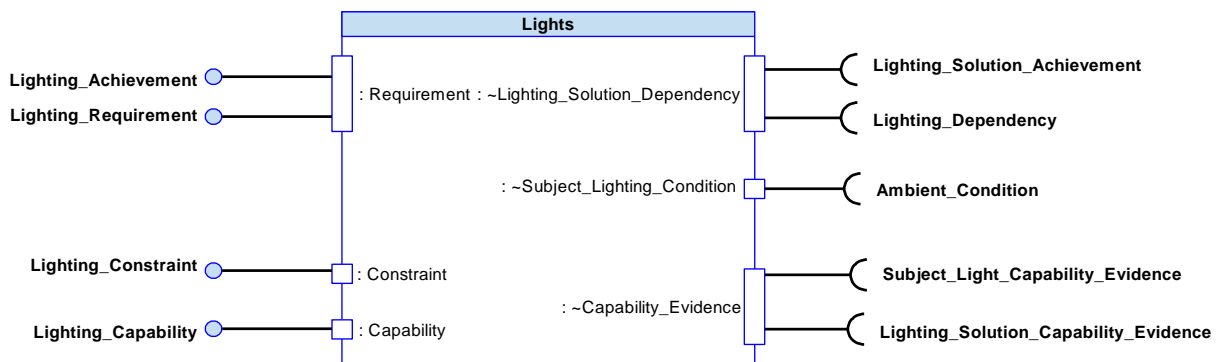 Lights
Lighting_Achievement
Lighting_Requirement
: Requirement
: ~Lighting_Solution_Dependency
Lighting_Solution_Achievement
Lighting_Dependency
: ~Subject_Lighting_Condition
Ambient_Condition
Lighting_Constraint
: Constraint
Lighting_Capability
: Capability
: ~Capability_Evidence
Subject_Light_Capability_Evidence
Lighting_Solution_Capability_Evidence